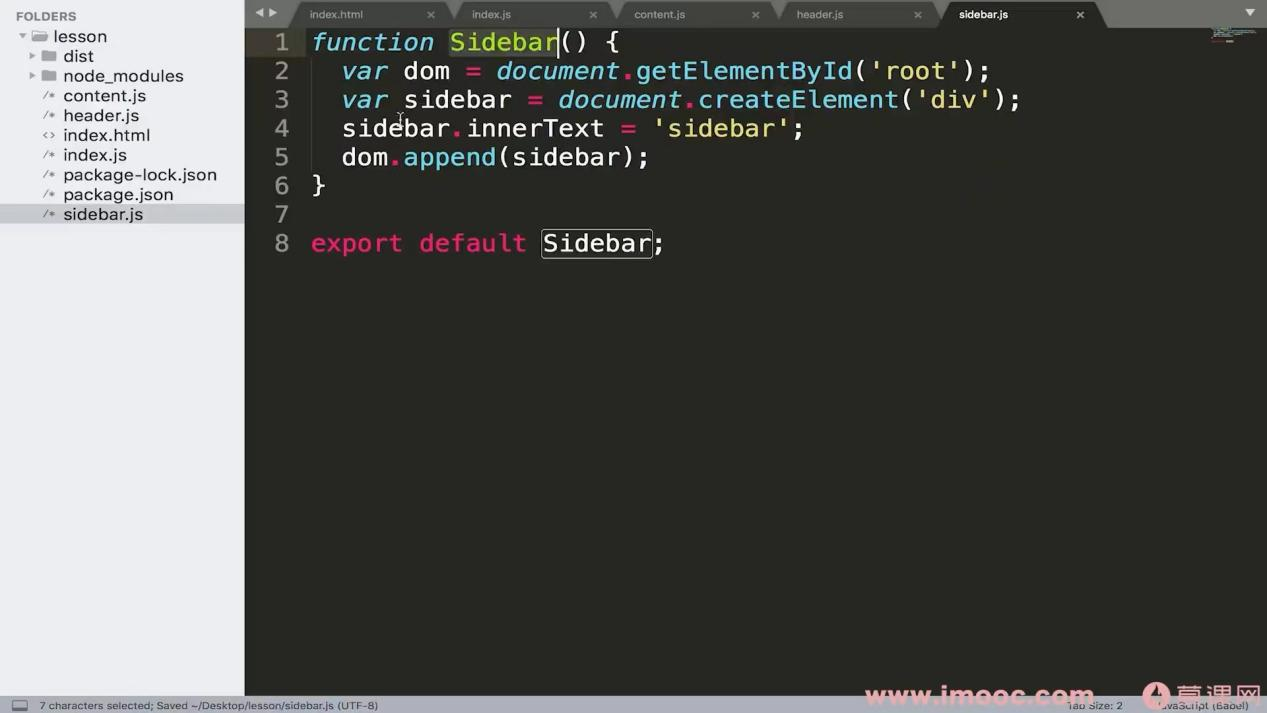 FOLDERS
lesson
dist
node_modules
content.js
header.js
index.html
index.js
package-lock.json
package.json
sidebar.js
index.html
index.js
content.js
header.js
sidebar.js
1 function Sidebar() {
2 var dom = document.getElementById('root');
3 var sidebar = document.createElement('div');
4 sidebar.innerText = 'sidebar';
5 dom.append(sidebar);
6 }
7
8 export default Sidebar;
7 characters selected; Saved ~/Desktop/lesson/sidebar.js (UTF-8)
Tab Size: 2
JavaScript (Babel)
www.imooc.com
慕课网